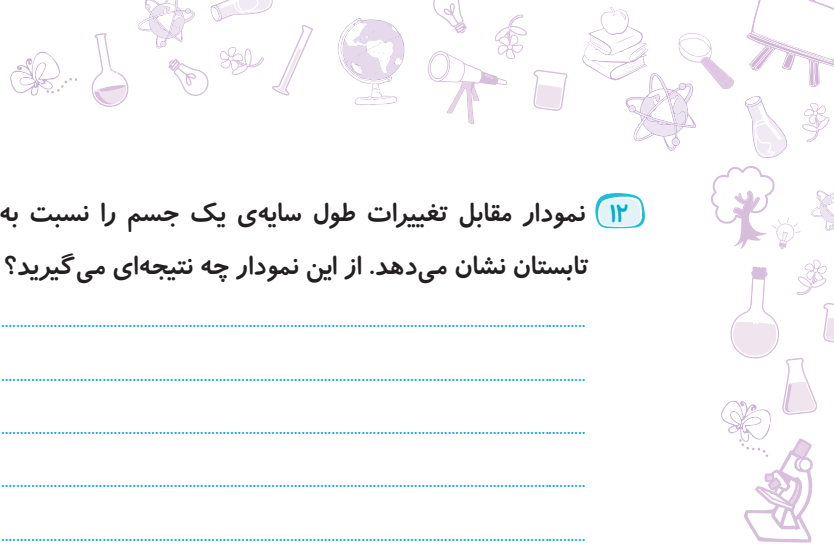 ۱۲ نمودار مقابل تغییرات طول سایه‌ی یک جسم را نسبت به
تابستان نشان می‌دهد. از این نمودار چه نتیجه‌ای می‌گیرید؟